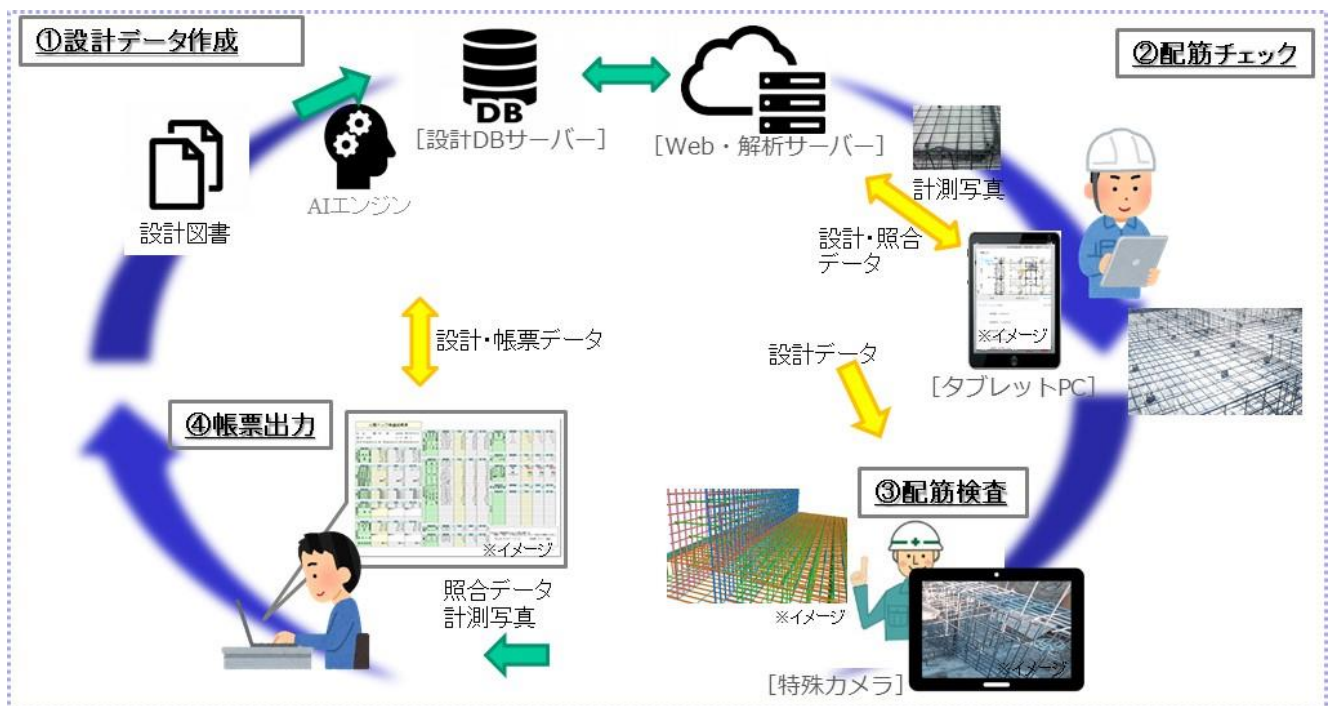 ①設計データ作成
②配筋チェック
DB
[設計DBサーバー]
[Web・解析サーバー]
設計図書
AIエンジン
計測写真
設計・照合
データ
※イメージ
[タブレットPC]
設計・帳票データ
設計データ
④帳票出力
※イメージ
③配筋検査
※イメージ
照合データ
計測写真
※イメージ
[特殊カメラ]